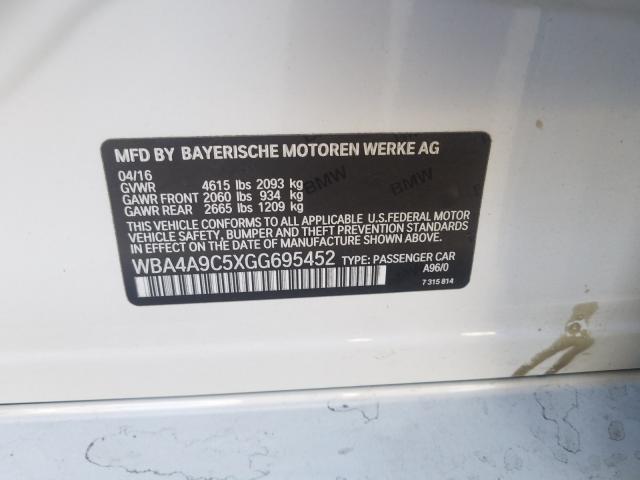 MFD BY BAYERISCHE MOTOREN WERKE AG
04/16
GVWR 4615 lbs 2093 kg
GAWR FRONT 2060 lbs 934 kg
GAWR REAR 2665 lbs 1209 kg
THIS VEHICLE CONFORMS TO ALL APPLICABLE U.S.FEDERAL MOTOR
VEHICLE SAFETY, BUMPER, AND THEFT PREVENTION STANDARDS
IN EFFECT ON THE DATE OF MANUFACTURE SHOWN ABOVE.
WBA4A9C5XGG695452 TYPE: PASSENGER CAR
A96/0
7 315 814
BMW
BMW